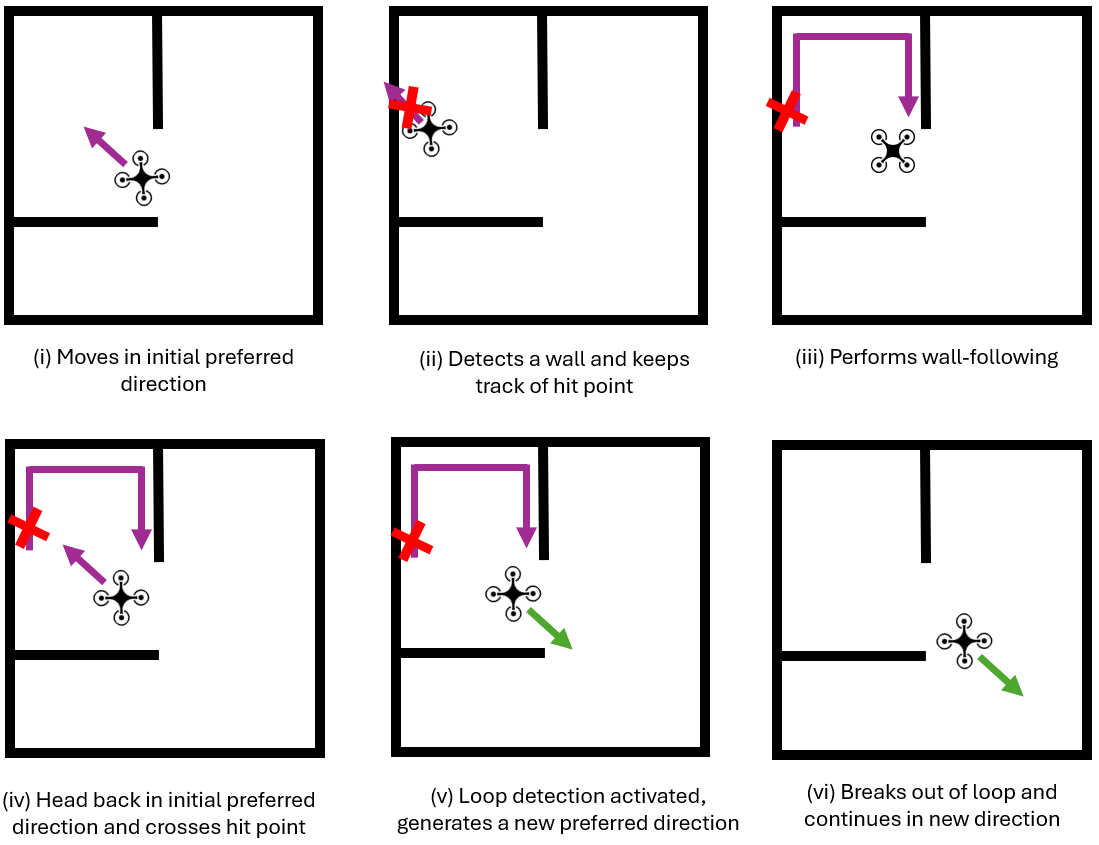 (i) Moves in initial preferred
direction
(ii) Detects a wall and keeps
track of hit point
(iii) Performs wall-following
(iv) Head back in initial preferred
direction and crosses hit point
(v) Loop detection activated,
generates a new preferred direction
(vi) Breaks out of loop and
continues in new direction